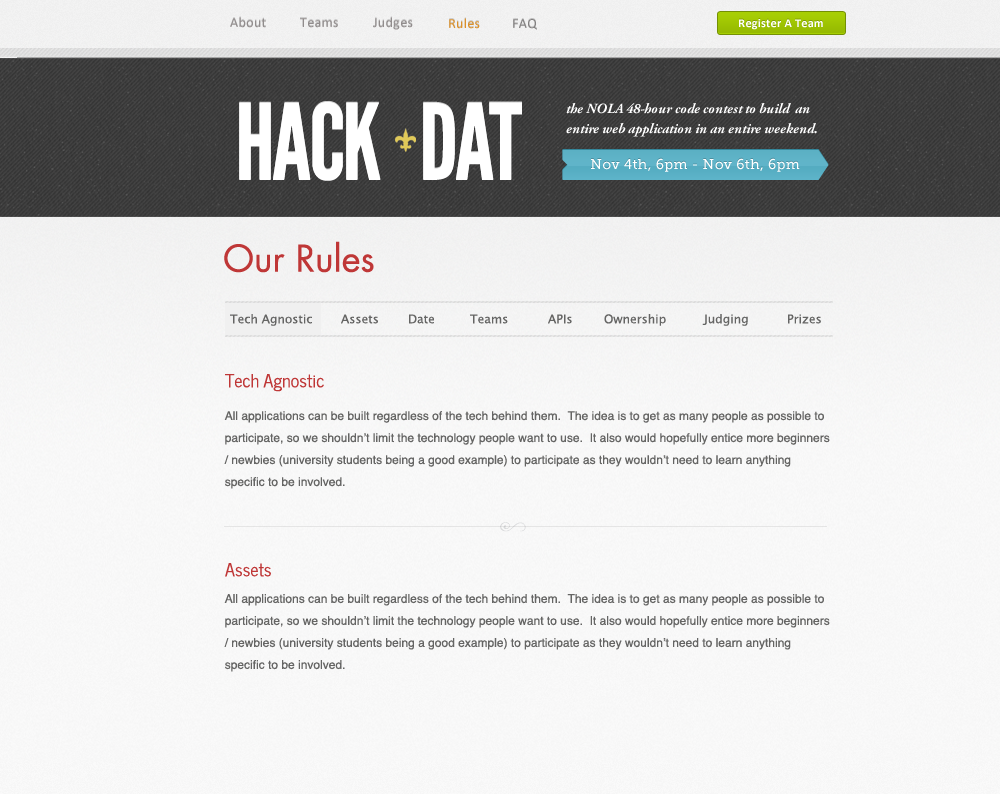 About Teams Judges Rules FAQ Register A Team
HACK DAT
the NOLA 48-hour code contest to build an
entire web application in an entire weekend.
Nov 4th, 6pm - Nov 6th, 6pm
Our Rules
Tech Agnostic Assets Date Teams APIs Ownership Judging Prizes
Tech Agnostic
All applications can be built regardless of the tech behind them.  The idea is to get as many people as possible to
participate, so we shouldn't limit the technology people want to use.  It also would hopefully entice more beginners
/ newbies (university students being a good example) to participate as they wouldn't need to learn anything
specific to be involved.
Assets
All applications can be built regardless of the tech behind them.  The idea is to get as many people as possible to
participate, so we shouldn't limit the technology people want to use.  It also would hopefully entice more beginners
/ newbies (university students being a good example) to participate as they wouldn't need to learn anything
specific to be involved.